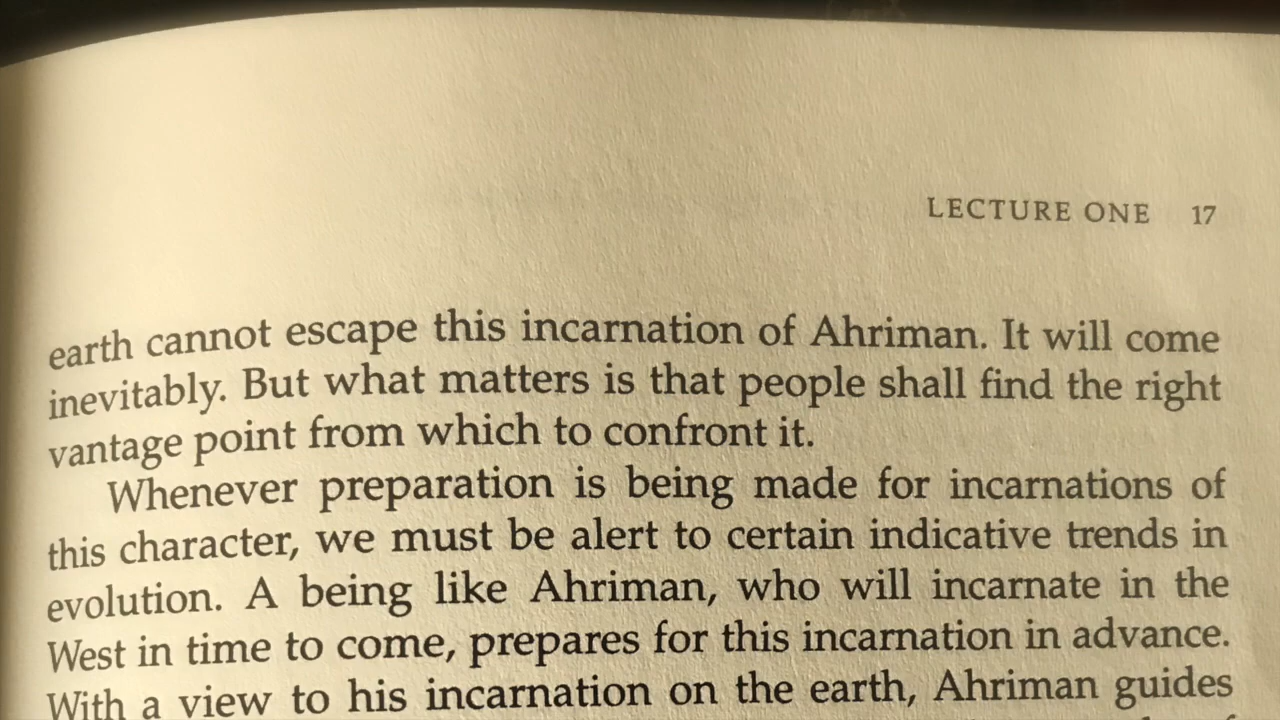 LECTURE ONE 17
earth cannot escape this incarnation of Ahriman. It will come
inevitably. But what matters is that people shall find the right
vantage point from which to confront it.
Whenever preparation is being made for incarnations of
this character, we must be alert to certain indicative trends in
evolution. A being like Ahriman, who will incarnate in the
West in time to come, prepares for this incarnation in advance.
With a view to his incarnation on the earth, Ahriman guides